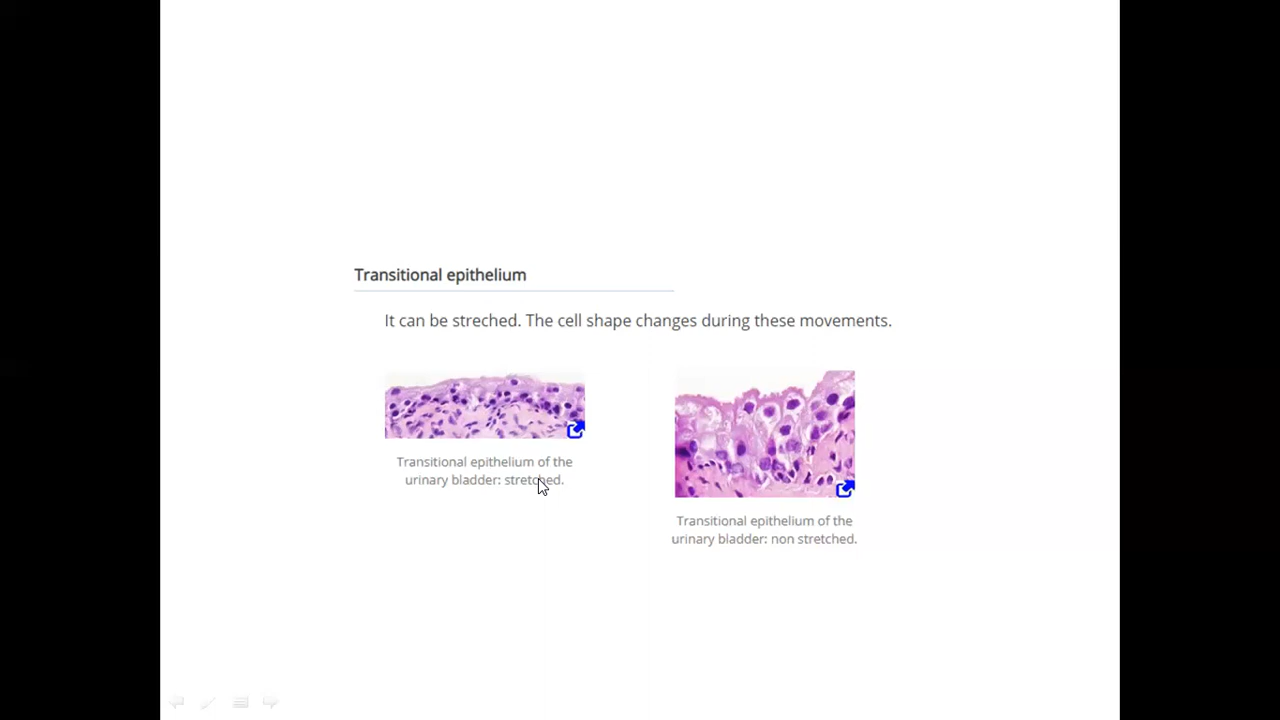 Transitional epithelium
It can be streched. The cell shape changes during these movements.
Transitional epithelium of the
urinary bladder: stretched.
Transitional epithelium of the
urinary bladder: non stretched.